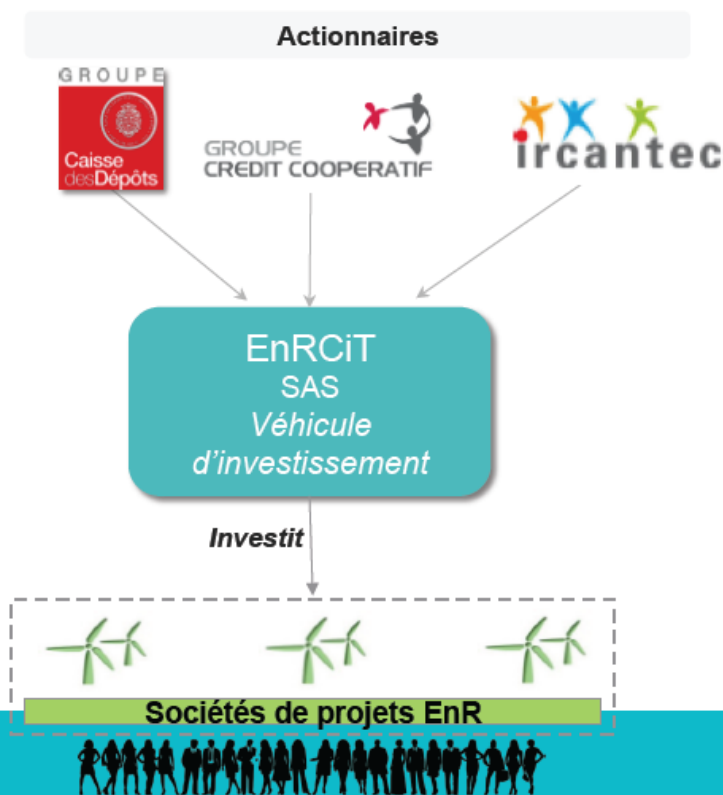 Actionnaires
GROUPE
Caisse
desDépôts
GROUPE
CREDIT COOPERATIF
ircantec
EnRCiT
SAS
Véhicule
d’investissement
Investit
Sociétés de projets EnR